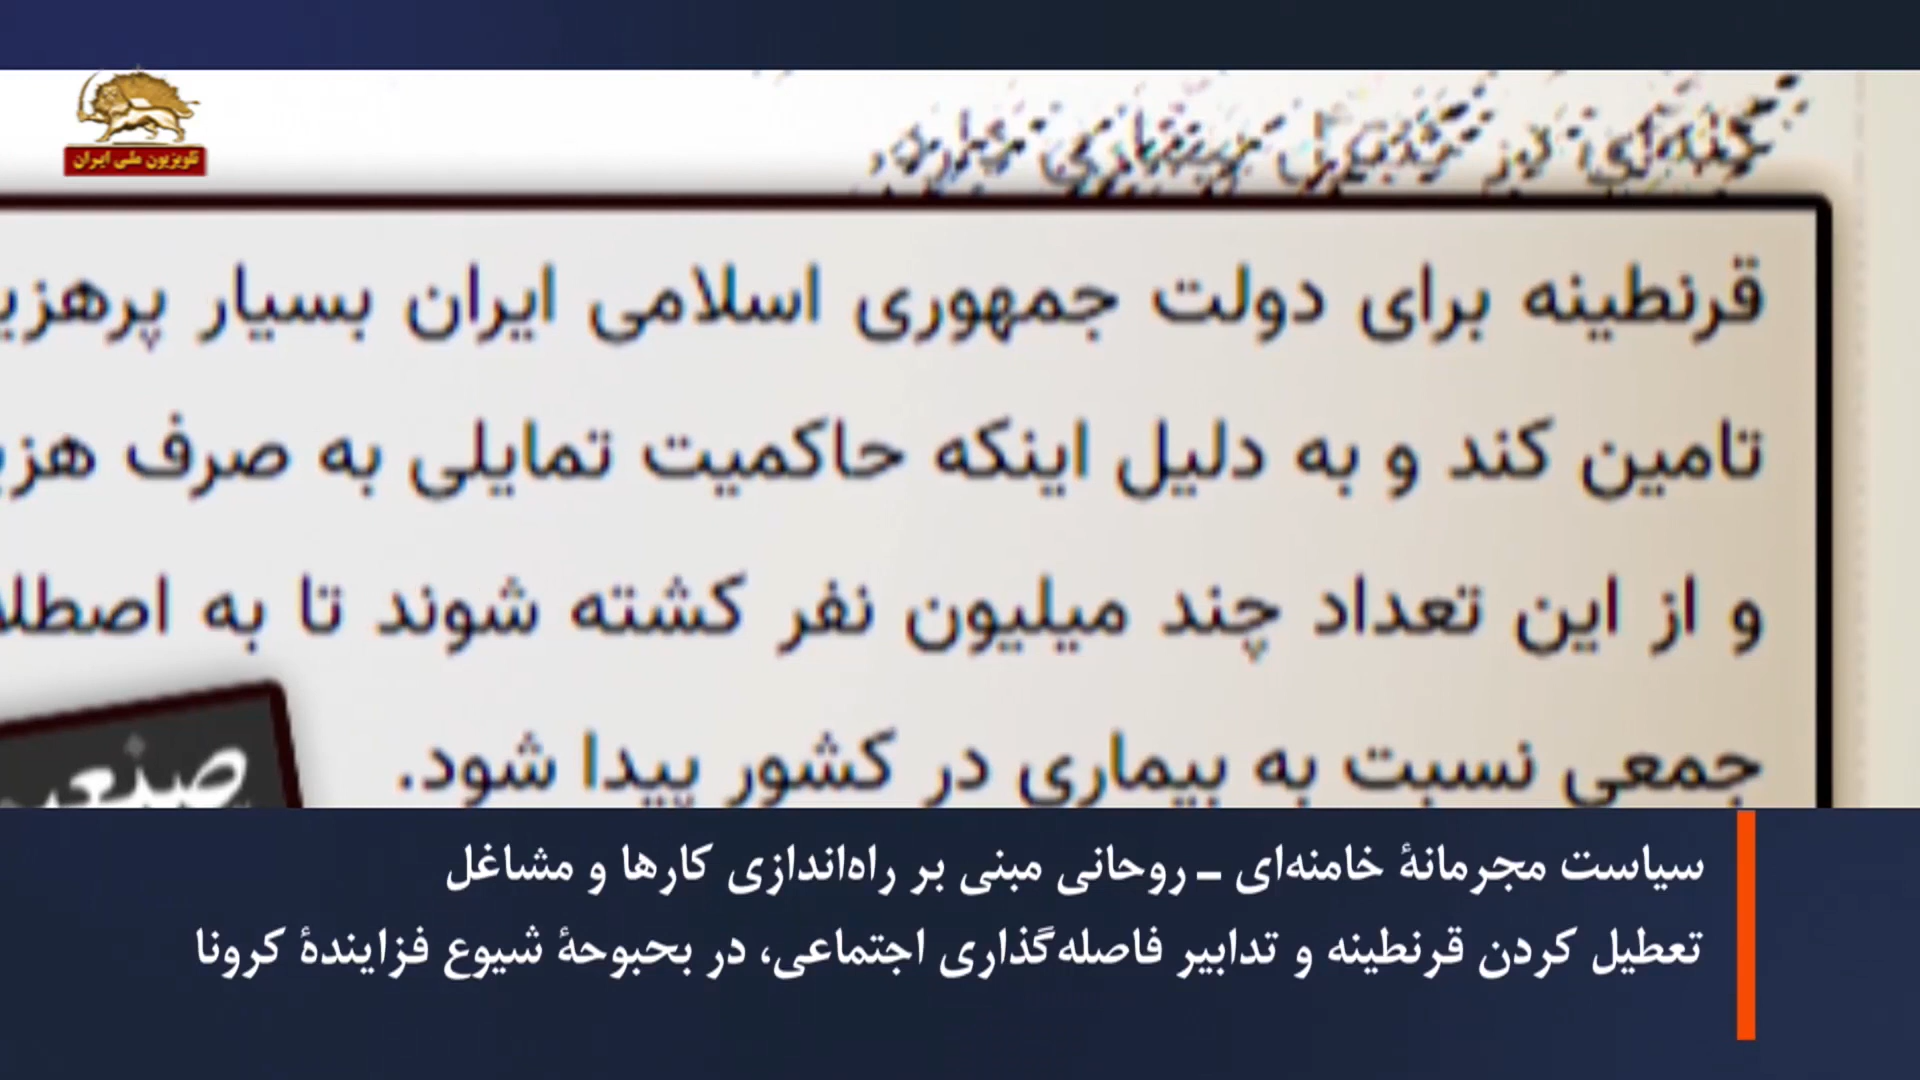 تلویزیون ملی ایران
قرنطینه برای دولت جمهوری اسلامی ایران بسیار
تامین کند و به دلیل اینکه حاکمیت تمایلی به صرف
و از این تعداد چند میلیون نفر کشته شوند تا به
جمعی نسبت به بیماری در کشور پیدا شود.
سیاست مجرمانهٔ خامنه‌ای ـ روحانی مبنی بر راه‌اندازی کارها و مشاغل
تعطیل کردن قرنطینه و تدابیر فاصله‌گذاری اجتماعی، در بحبوحهٔ شیوع فزایندهٔ کرونا